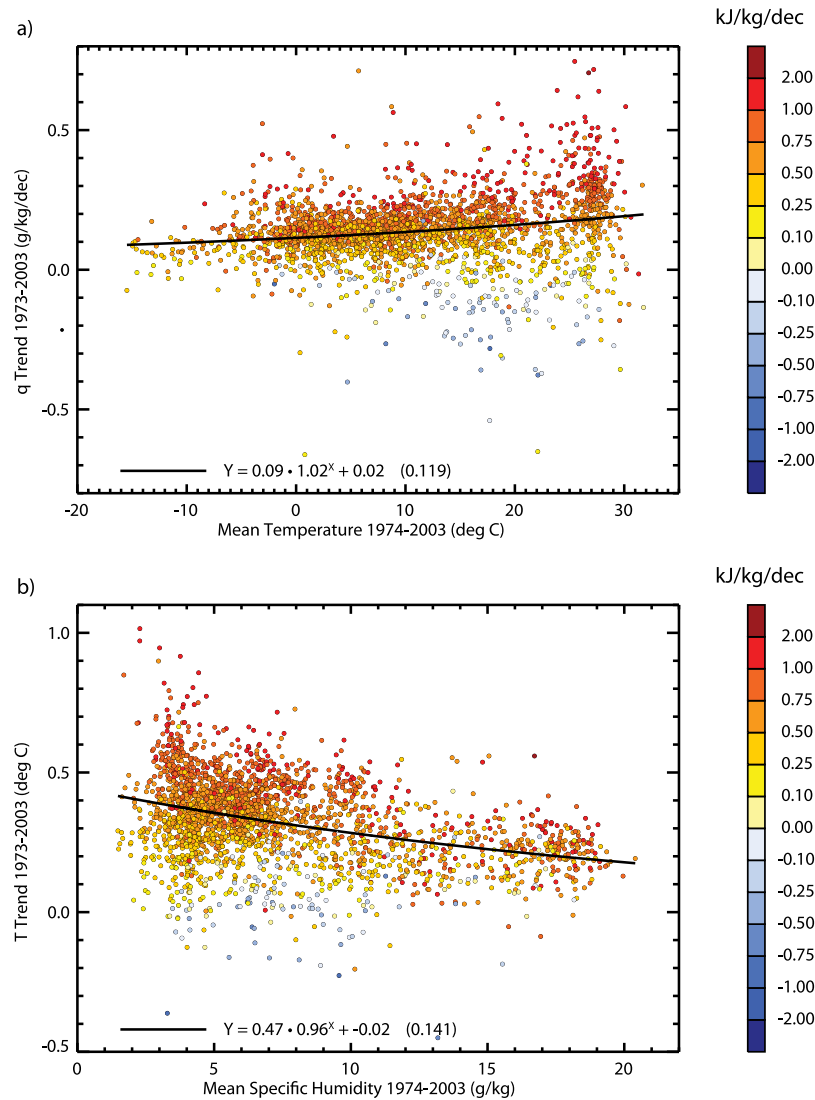 kJ/kg/dec
a)
2.00
1.00
0.75
0.50
0.25
0.10
0.00
-0.10
-0.25
-0.50
-0.75
-1.00
-2.00
0.5
0.0
-0.5
q Trend 1973-2003 (g/kg/dec)
Y = 0.09 • 1.02ˣ + 0.02 (0.119)
-20 -10 0 10 20 30
Mean Temperature 1974-2003 (deg C)
kJ/kg/dec
b)
2.00
1.00
0.75
0.50
0.25
0.10
0.00
-0.10
-0.25
-0.50
-0.75
-1.00
-2.00
1.0
0.5
0.0
-0.5
T Trend 1973-2003 (deg C)
Y = 0.47 • 0.96ˣ + -0.02 (0.141)
0 5 10 15 20
Mean Specific Humidity 1974-2003 (g/kg)